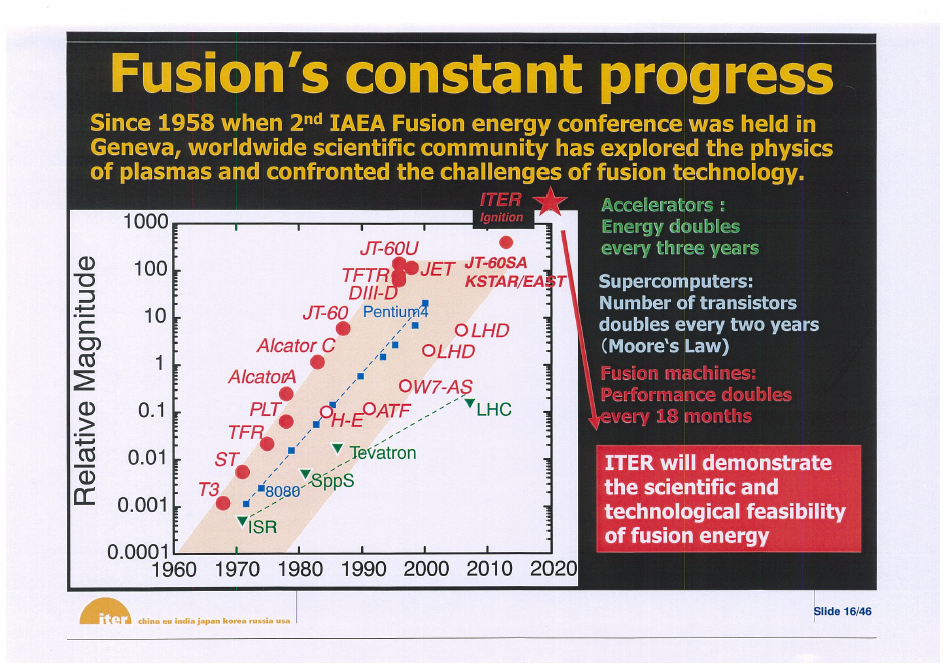 Fusion's constant progress
Since 1958 when 2nd IAEA Fusion energy conference was held in
Geneva, worldwide scientific community has explored the physics
of plasmas and confronted the challenges of fusion technology.
ITER
Ignition
Relative Magnitude
1000
100
10
1
0.1
0.01
0.001
0.0001
1960 1970 1980 1990 2000 2010 2020
JT-60U
TFTR
JET
DIII-D
JT-60SA
KSTAR/EAST
JT-60
Pentium4
LHD
Alcator C
LHD
AlcatorA
W7-AS
PLT
H-E
ATF
LHC
TFR
Tevatron
ST
SppS
T3
8080
ISR
Accelerators :
Energy doubles
every three years
Supercomputers:
Number of transistors
doubles every two years
(Moore's Law)
Fusion machines:
Performance doubles
every 18 months
ITER will demonstrate
the scientific and
technological feasibility
of fusion energy
iter china eu india japan korea russia usa
Slide 16/46